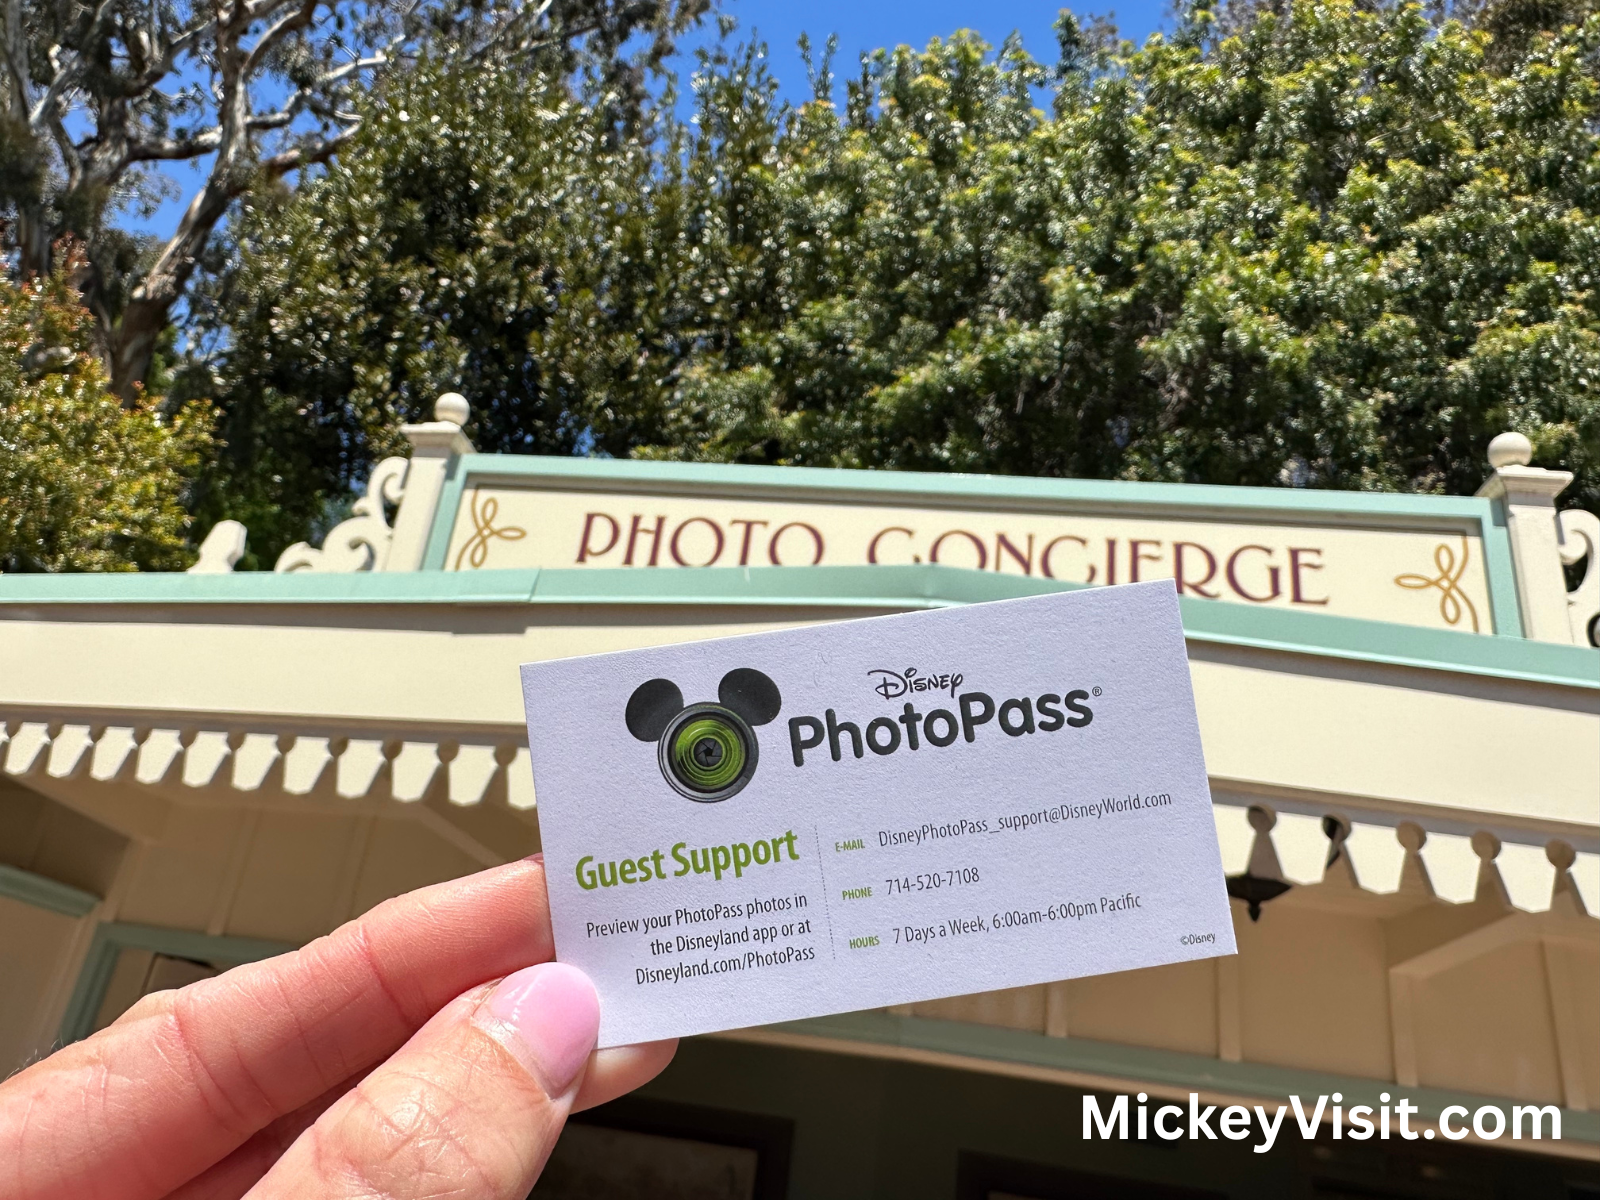 PHOTO CONCIERGE
Disney
PhotoPass®
Guest Support
Preview your PhotoPass photos in
the Disneyland app or at
Disneyland.com/PhotoPass
E-MAIL DisneyPhotoPass_support@DisneyWorld.com
PHONE 714-520-7108
HOURS 7 Days a Week, 6:00am-6:00pm Pacific
©Disney
MickeyVisit.com